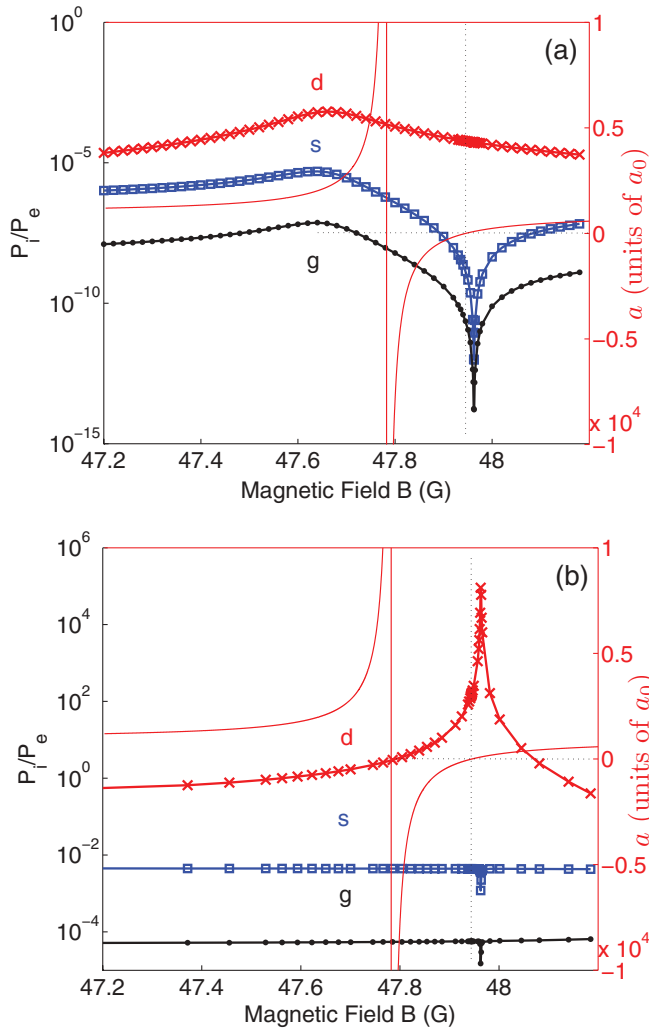 (a)
10^0
10^-5
10^-10
10^-15
P_i/P_e
d
s
g
1
0.5
0
−0.5
−1
x 10^4
a (units of a_0)
47.2 47.4 47.6 47.8 48
Magnetic Field B (G)
(b)
10^6
10^4
10^2
10^0
10^-2
10^-4
P_i/P_e
d
s
g
1
0.5
0
−0.5
−1
x 10^4
a (units of a_0)
47.2 47.4 47.6 47.8 48
Magnetic Field B (G)